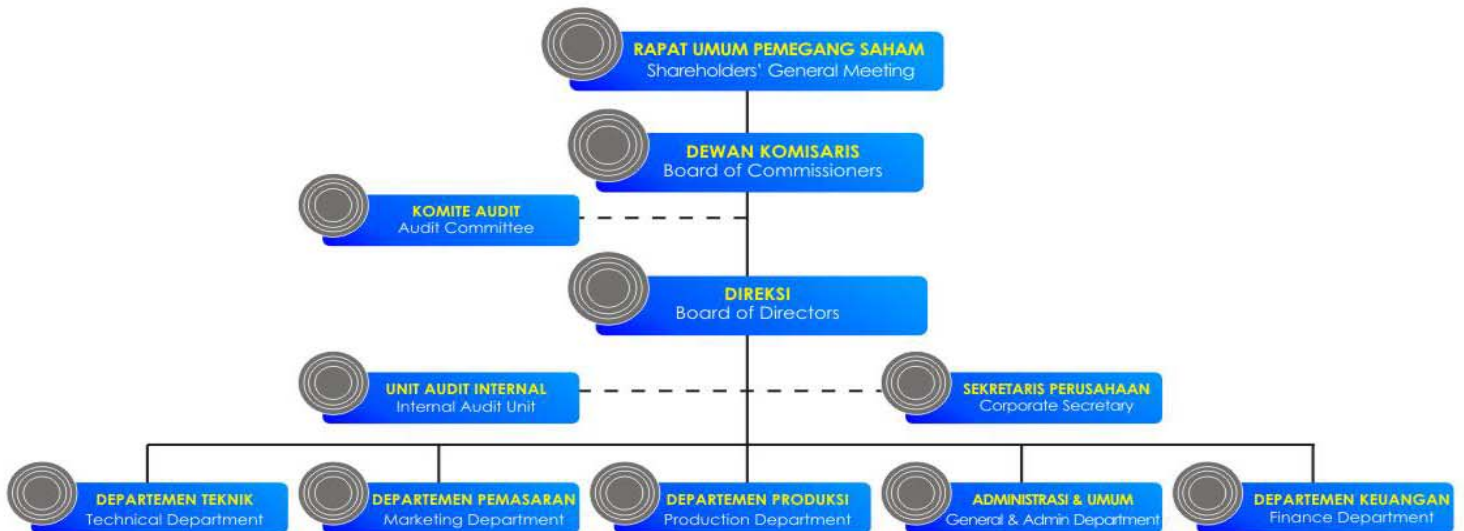 RAPAT UMUM PEMEGANG SAHAM
Shareholders' General Meeting
DEWAN KOMISARIS
Board of Commissioners
KOMITE AUDIT
Audit Committee
DIREKSI
Board of Directors
UNIT AUDIT INTERNAL
Internal Audit Unit
SEKRETARIS PERUSAHAAN
Corporate Secretary
DEPARTEMEN TEKNIK
Technical Department
DEPARTEMEN PEMASARAN
Marketing Department
DEPARTEMEN PRODUKSI
Production Department
ADMINISTRASI & UMUM
General & Admin Department
DEPARTEMEN KEUANGAN
Finance Department